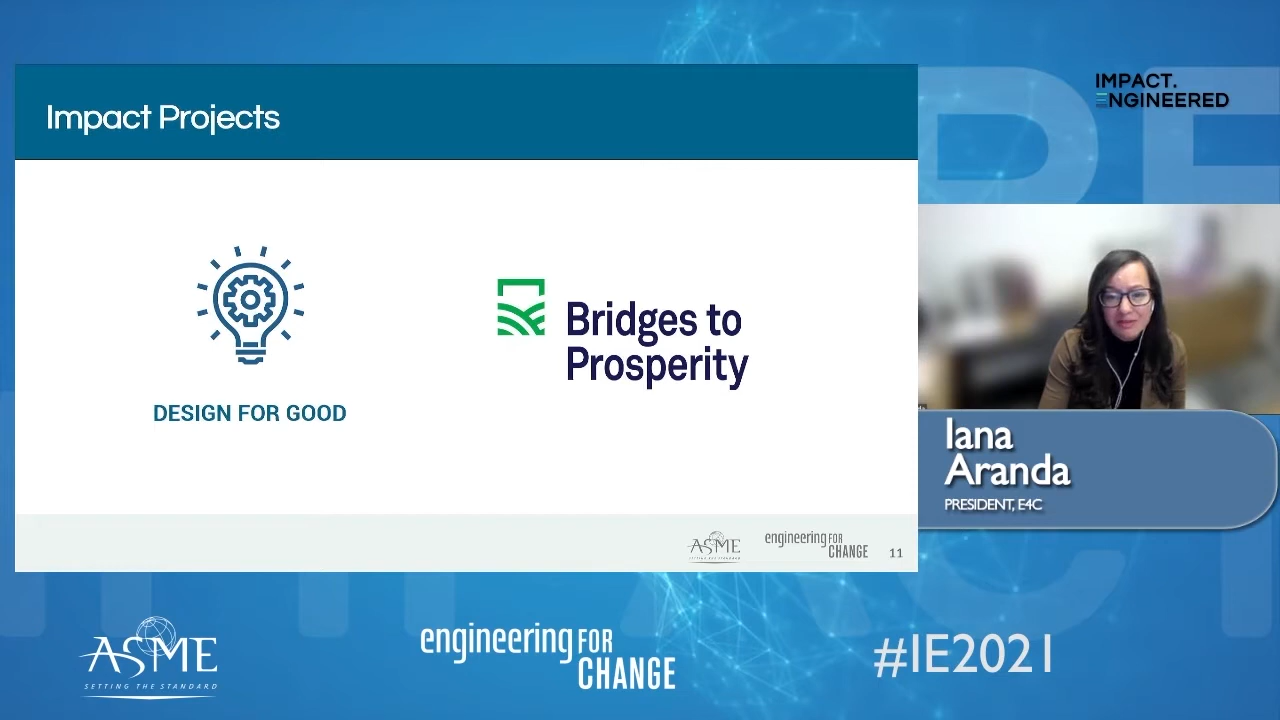 Impact Projects
DESIGN FOR GOOD
Bridges to
Prosperity
ASME
engineering FOR
CHANGE
11
IMPACT.
ENGINEERED
Iana
Aranda
PRESIDENT, E4C
ASME
SETTING THE STANDARD
engineering FOR
CHANGE
#IE2021